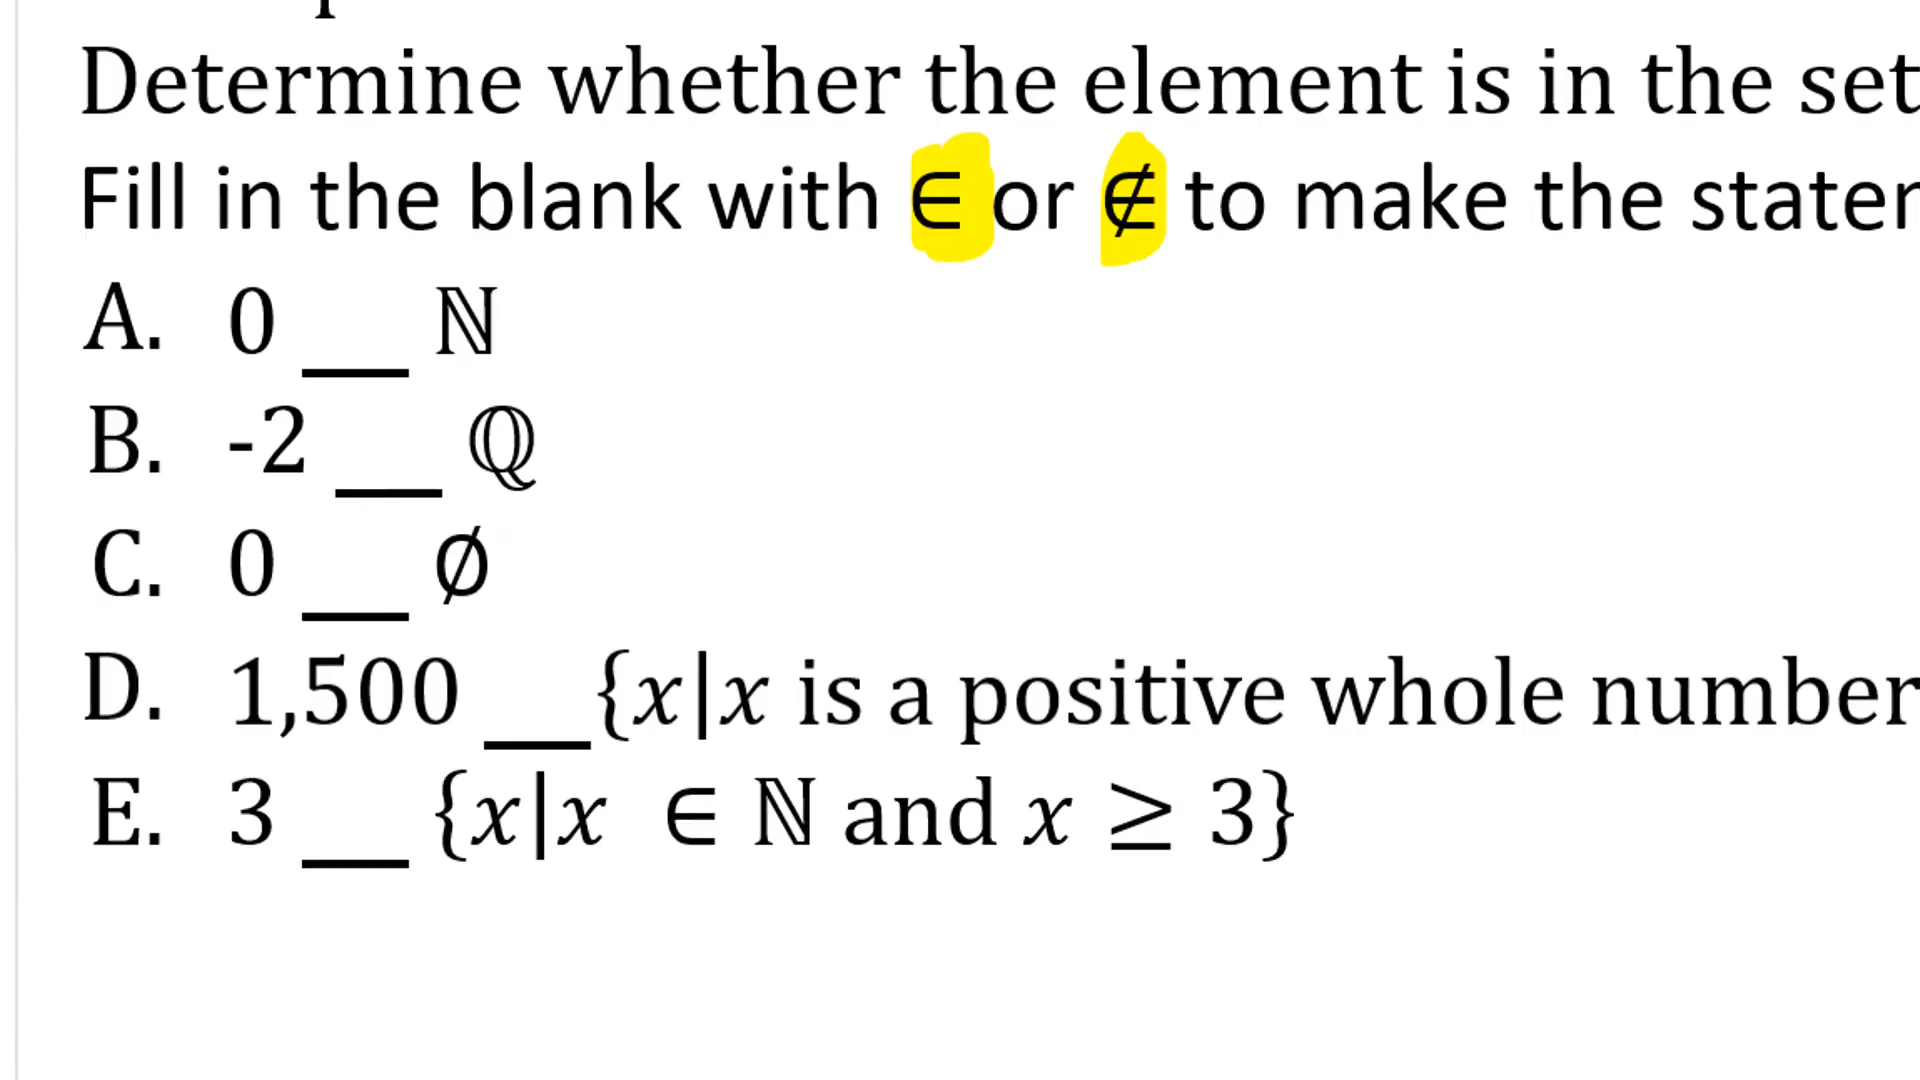 Determine whether the element is in the set
Fill in the blank with ∈ or ∉ to make the
A. 0 __ ℕ
B. -2 __ ℚ
C. 0 __ ∅
D. 1,500 __ {x|x is a positive whole number
E. 3 __ {x|x ∈ ℕ and x ≥ 3}